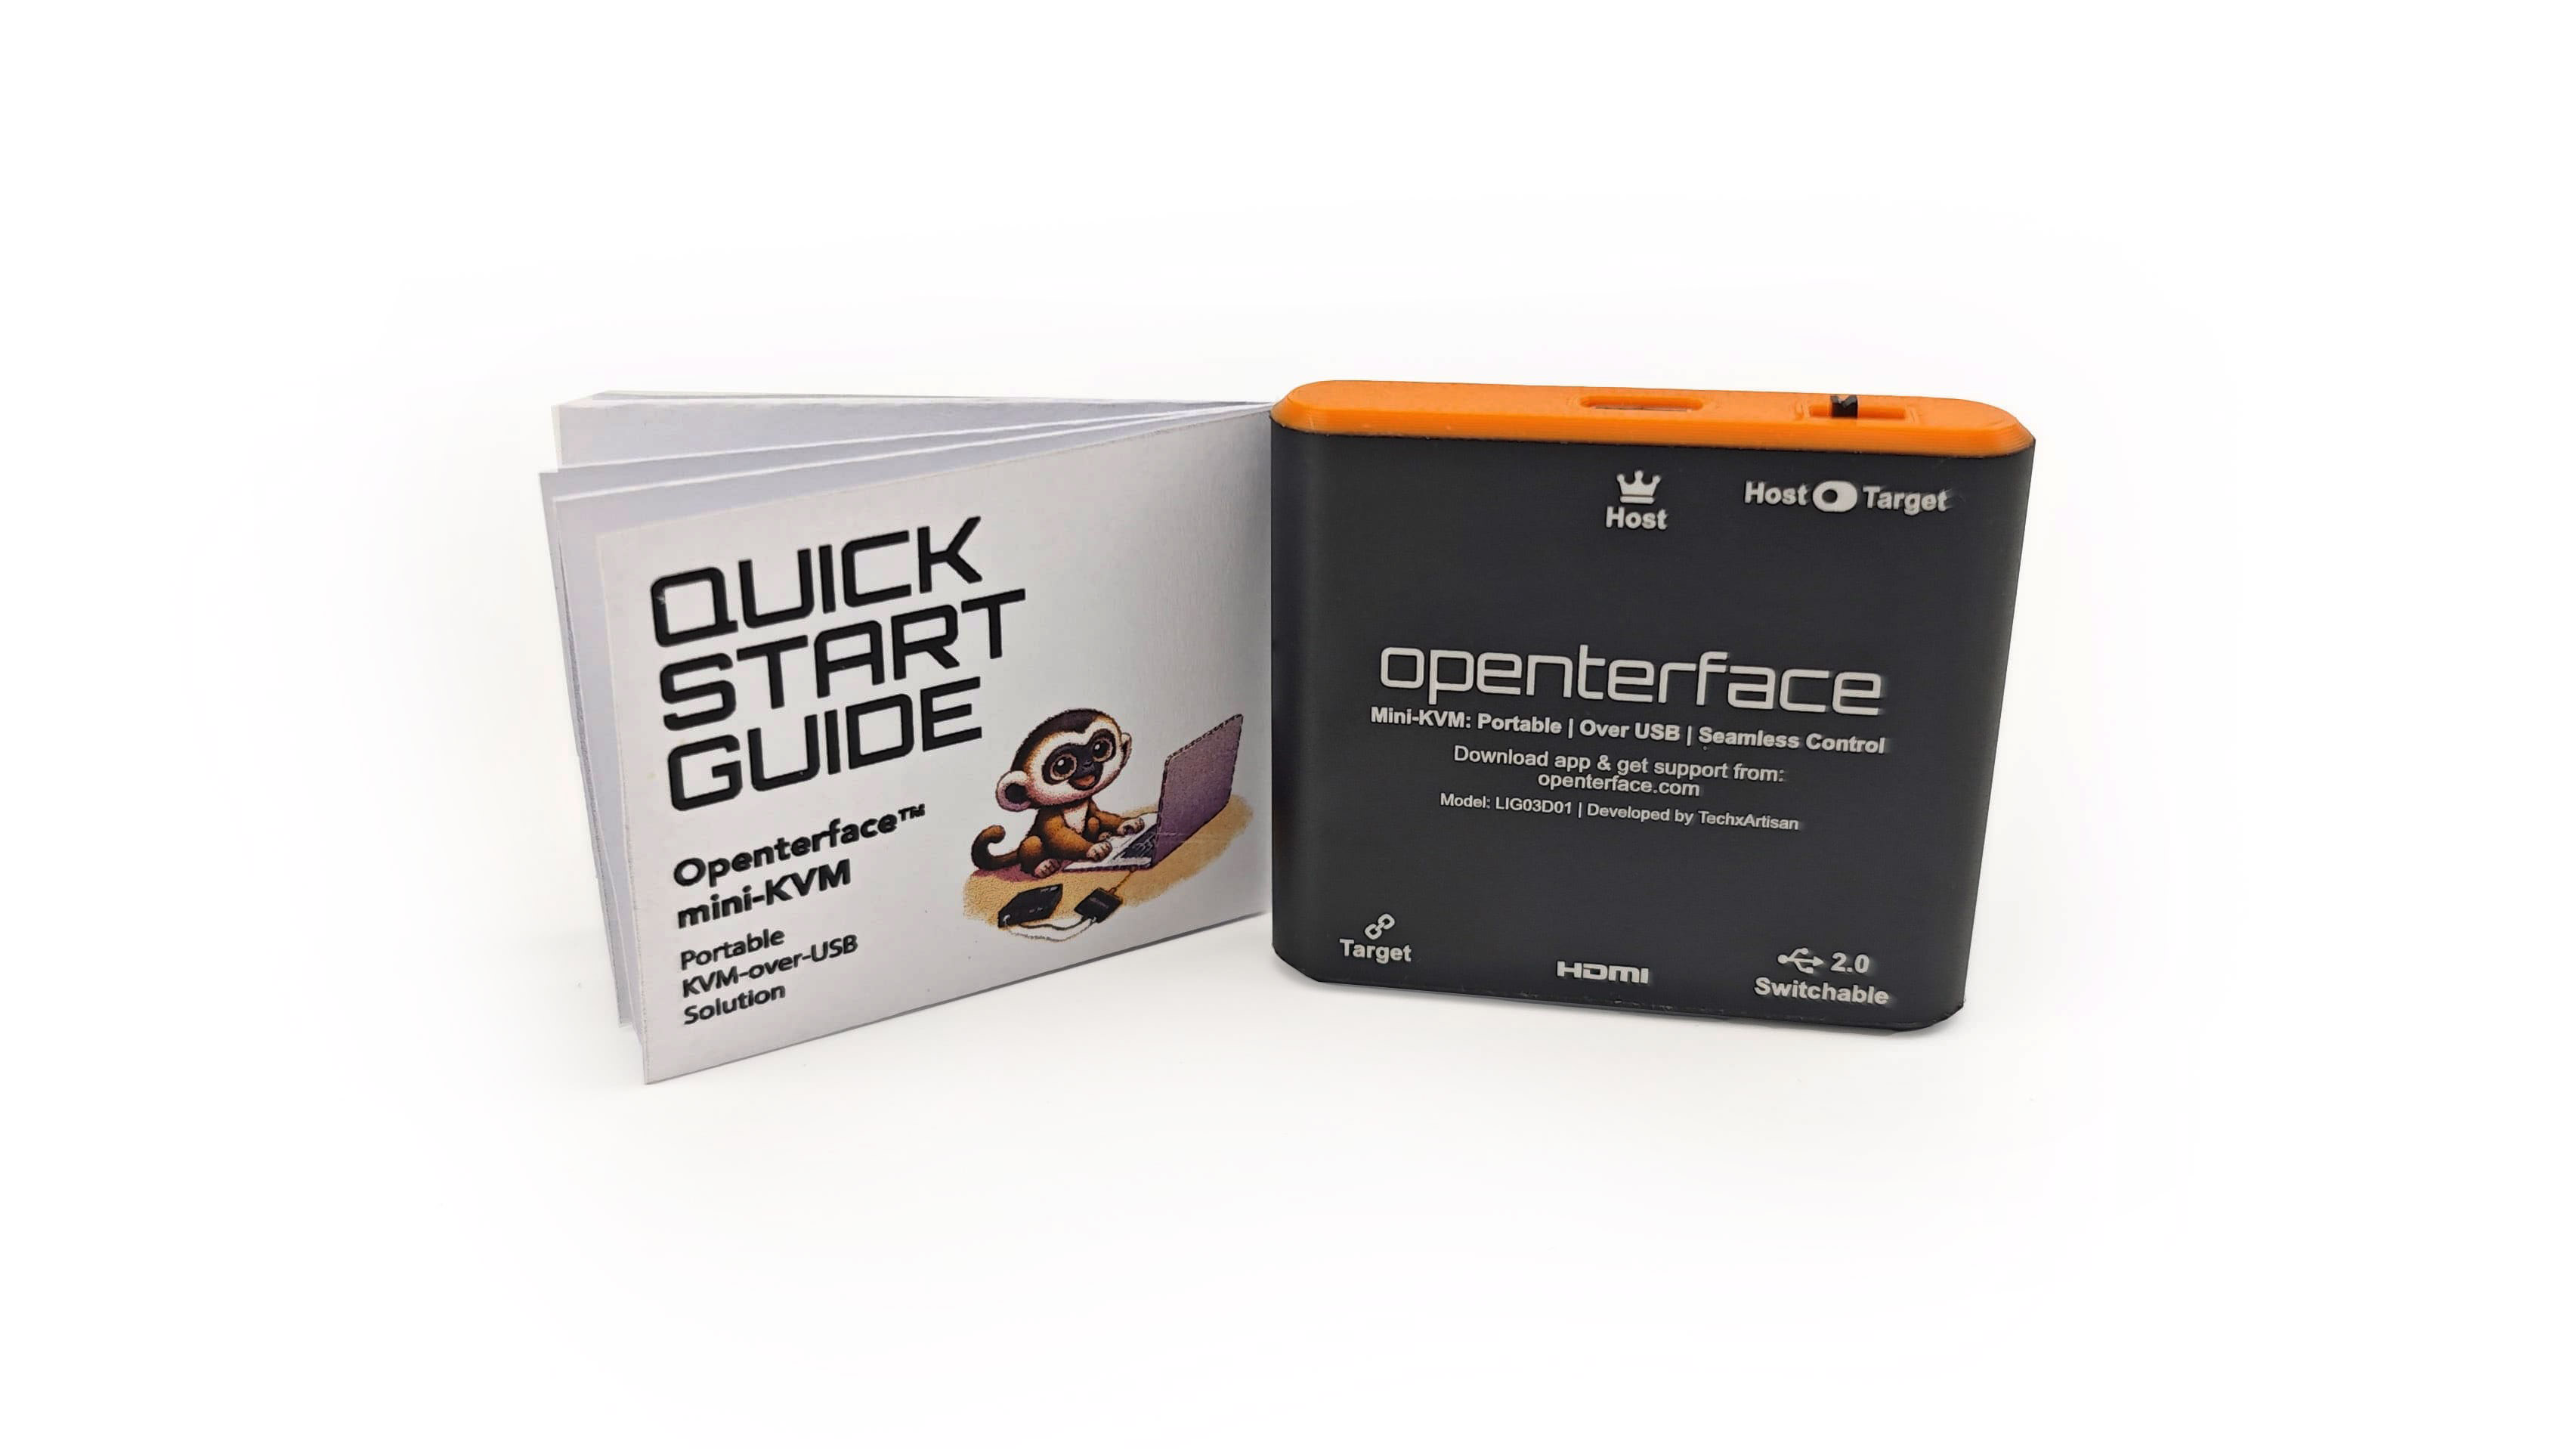 QUICK
START
GUIDE
Openterface™
mini-KVM
Portable
KVM-over-USB
Solution
Host
Host Target
openterface
Mini-KVM: Portable | Over USB | Seamless Control
Download app & get support from:
openterface.com
Model: LIG03D01 | Developed by TechxArtisan
Target
HDMI
2.0
Switchable